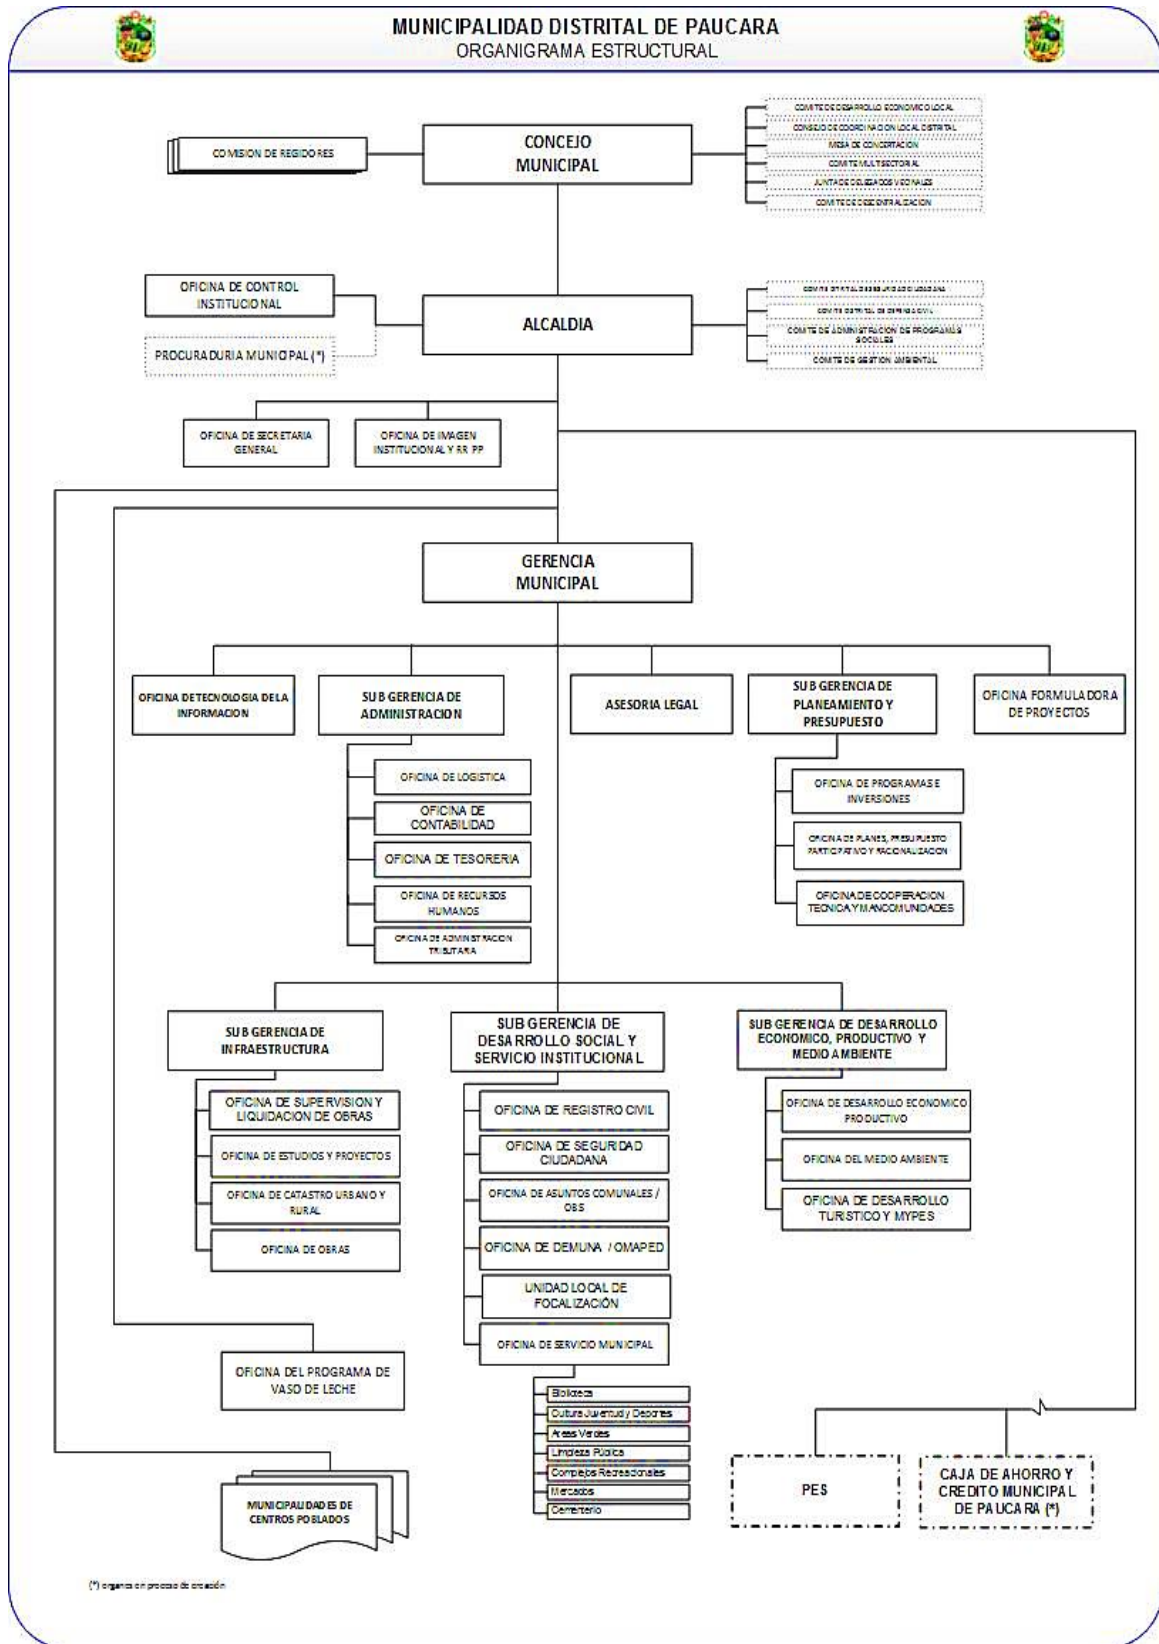 MUNICIPALIDAD DISTRITAL DE PAUCARA
ORGANIGRAMA ESTRUCTURAL
COMISION DE REGIDORES
CONCEJO
MUNICIPAL
COMITE DE DESARROLLO ECONOMICO LOCAL
CONSEJO DE COORDINACION LOCAL DISTRITAL
MESA DE CONCERTACION
COMITE MULTISECTORIAL
JUNTA DE DELEGADOS VECINALES
COMITE DE DESCENTRALIZACION
OFICINA DE CONTROL
INSTITUCIONAL
PROCURADURIA MUNICIPAL (*)
ALCALDIA
COMITE DISTRITAL DE SEGURIDAD CIUDADANA
COMITE DISTRITAL DE DEFENSA CIVIL
COMITE DE ADMINISTRACION DE PROGRAMAS
SOCIALES
COMITE DE GESTION AMBIENTAL
OFICINA DE SECRETARIA
GENERAL
OFICINA DE IMAGEN
INSTITUCIONAL Y RR PP
GERENCIA
MUNICIPAL
OFICINA DE TECNOLOGIA DE LA
INFORMACION
SUB GERENCIA DE
ADMINISTRACION
ASESORIA LEGAL
SUB GERENCIA DE
PLANEAMIENTO Y
PRESUPUESTO
OFICINA FORMULADORA
DE PROYECTOS
OFICINA DE LOGISTICA
OFICINA DE
CONTABILIDAD
OFICINA DE TESORERIA
OFICINA DE RECURSOS
HUMANOS
OFICINA DE ADMINISTRACION
TRIBUTARIA
OFICINA DE PROGRAMAS E
INVERSIONES
OFICINA DE PLANES, PRESUPUESTO
PARTICIPATIVO Y RACIONALIZACION
OFICINA DE COOPERACION
TECNICA Y MANCOMUNIDADES
SUB GERENCIA DE
INFRAESTRUCTURA
SUB GERENCIA DE
DESARROLLO SOCIAL Y
SERVICIO INSTITUCIONAL
SUB GERENCIA DE DESARROLLO
ECONOMICO, PRODUCTIVO Y
MEDIO AMBIENTE
OFICINA DE SUPERVISION Y
LIQUIDACION DE OBRAS
OFICINA DE ESTUDIOS Y PROYECTOS
OFICINA DE CATASTRO URBANO Y
RURAL
OFICINA DE OBRAS
OFICINA DE REGISTRO CIVIL
OFICINA DE SEGURIDAD
CIUDADANA
OFICINA DE ASUNTOS COMUNALES /
OBS
OFICINA DE DEMUNA / OMAPED
UNIDAD LOCAL DE
FOCALIZACIÓN
OFICINA DE SERVICIO MUNICIPAL
OFICINA DE DESARROLLO ECONOMICO
PRODUCTIVO
OFICINA DEL MEDIO AMBIENTE
OFICINA DE DESARROLLO
TURISTICO Y MYPES
OFICINA DEL PROGRAMA DE
VASO DE LECHE
Biblioteca
Cultura Juventud y Deportes
Areas Verdes
Limpieza Pública
Complejos Recreacionales
Mercados
Cementerio
MUNICIPALIDADES DE
CENTROS POBLADOS
PES
CAJA DE AHORRO Y
CREDITO MUNICIPAL
DE PAUCARA (*)
(*) organos en proceso de creación